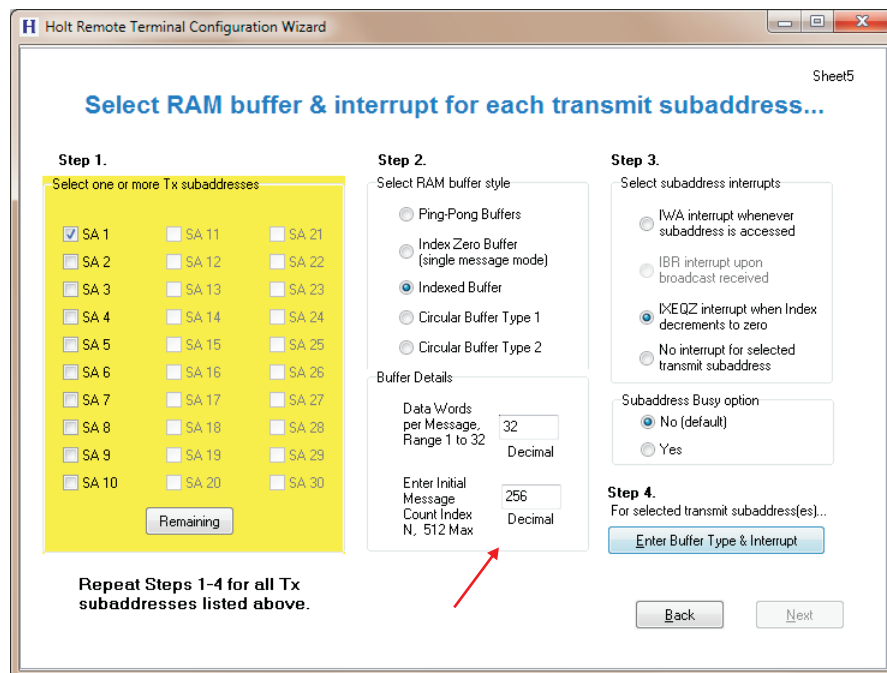 H Holt Remote Terminal Configuration Wizard
Sheet5
Select RAM buffer & interrupt for each transmit subaddress...
Step 1.
Select one or more Tx subaddresses
SA 1 SA 11 SA 21
SA 2 SA 12 SA 22
SA 3 SA 13 SA 23
SA 4 SA 14 SA 24
SA 5 SA 15 SA 25
SA 6 SA 16 SA 26
SA 7 SA 17 SA 27
SA 8 SA 18 SA 28
SA 9 SA 19 SA 29
SA 10 SA 20 SA 30
Remaining
Repeat Steps 1-4 for all Tx
subaddresses listed above.
Step 2.
Select RAM buffer style
Ping-Pong Buffers
Index Zero Buffer
(single message mode)
Indexed Buffer
Circular Buffer Type 1
Circular Buffer Type 2
Buffer Details
Data Words
per Message,
Range 1 to 32
32
Decimal
Enter Initial
Message
Count Index
N, 512 Max
256
Decimal
Step 3.
Select subaddress interrupts
IWA interrupt whenever
subaddress is accessed
IBR interrupt upon
broadcast received
IXEQZ interrupt when Index
decrements to zero
No interrupt for selected
transmit subaddress
Subaddress Busy option
No (default)
Yes
Step 4.
For selected transmit subaddress(es)...
Enter Buffer Type & Interrupt
Back
Next